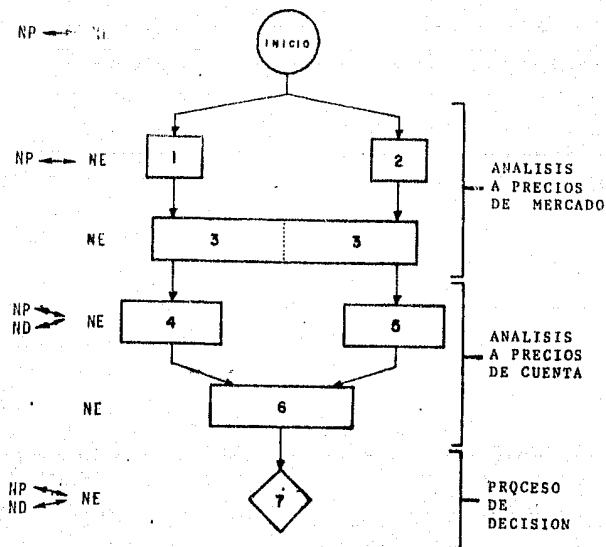 NP ◄─► NE
INICIO
NP ◄─► NE
1
2
ANALISIS
A PRECIOS
DE MERCADO
NE
3
3
NP
ND
NE
4
5
ANALISIS
A PRECIOS
DE CUENTA
NE
6
NP
ND
NE
7
PROCESO
DE
DECISION